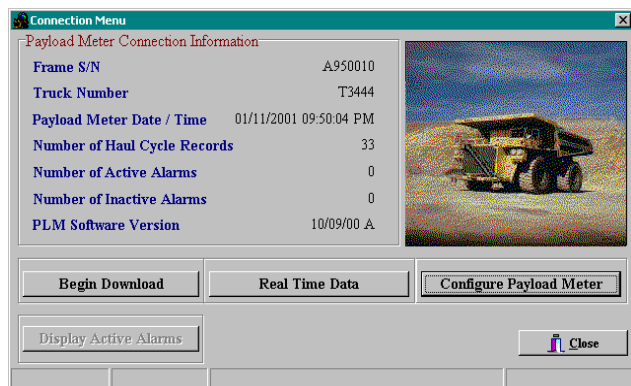 Connection Menu
Payload Meter Connection Information
Frame S/N A950010
Truck Number T3444
Payload Meter Date / Time 01/11/2001 09:50:04 PM
Number of Haul Cycle Records 33
Number of Active Alarms 0
Number of Inactive Alarms 0
PLM Software Version 10/09/00 A
Begin Download Real Time Data Configure Payload Meter
Display Active Alarms Close